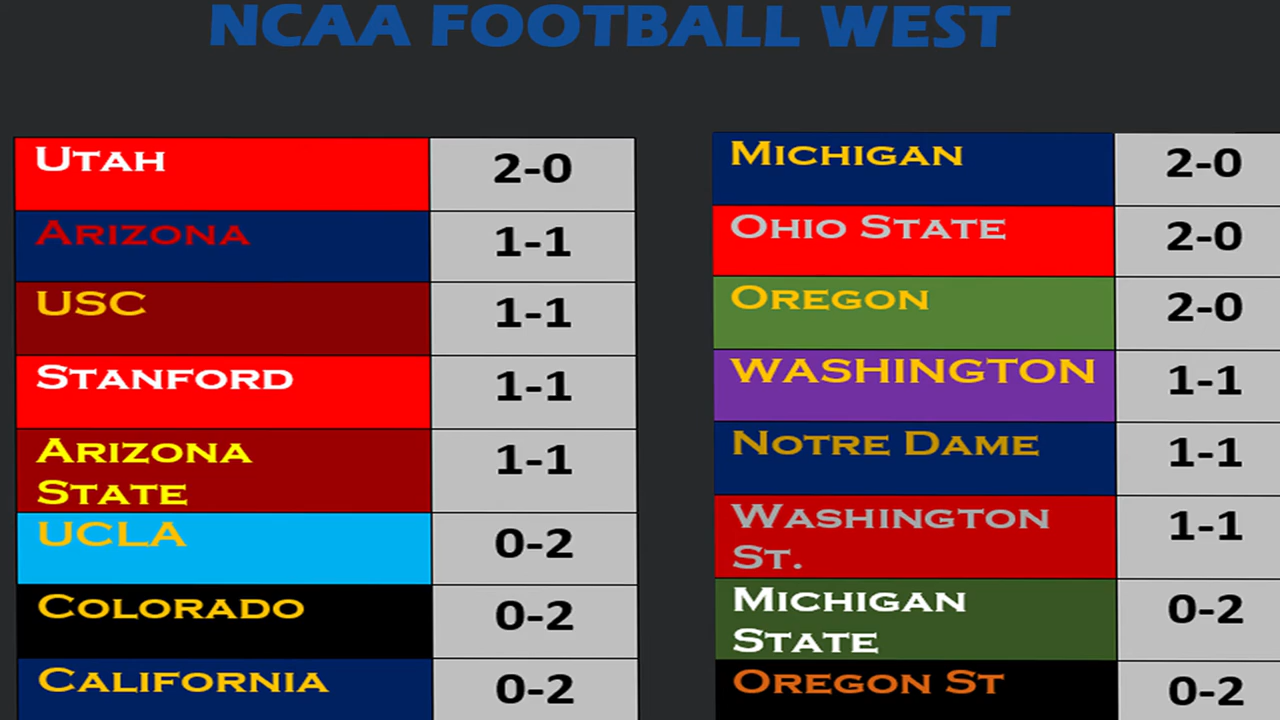 NCAA FOOTBALL WEST
UTAH 2-0
ARIZONA 1-1
USC 1-1
STANFORD 1-1
ARIZONA
STATE 1-1
UCLA 0-2
COLORADO 0-2
CALIFORNIA 0-2
MICHIGAN 2-0
OHIO STATE 2-0
OREGON 2-0
WASHINGTON 1-1
NOTRE DAME 1-1
WASHINGTON
ST. 1-1
MICHIGAN
STATE 0-2
OREGON ST 0-2